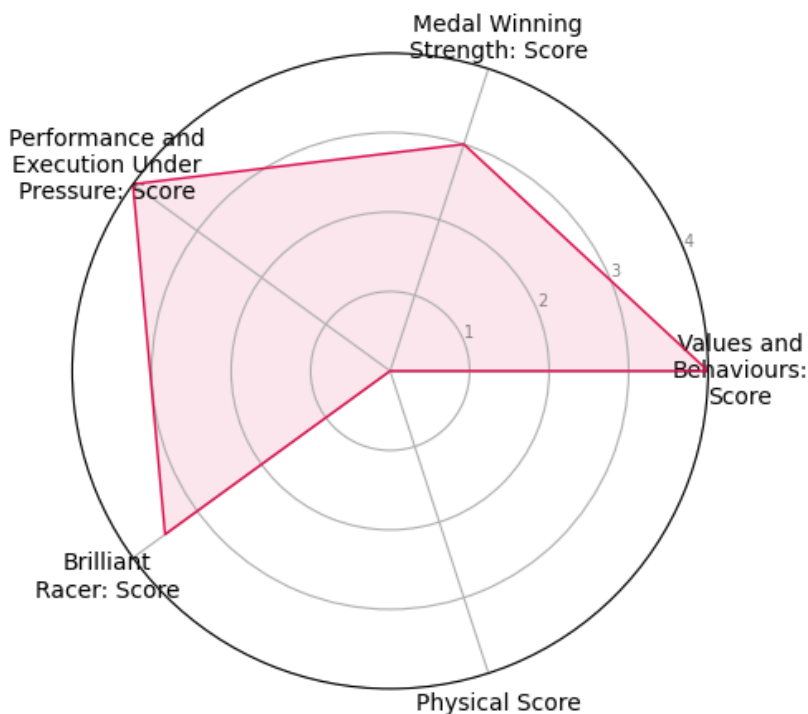 Medal Winning
Strength: Score
Performance and
Execution Under
Pressure: Score
4
3
2
1
Values and
Behaviours:
Score
Brilliant
Racer: Score
Physical Score